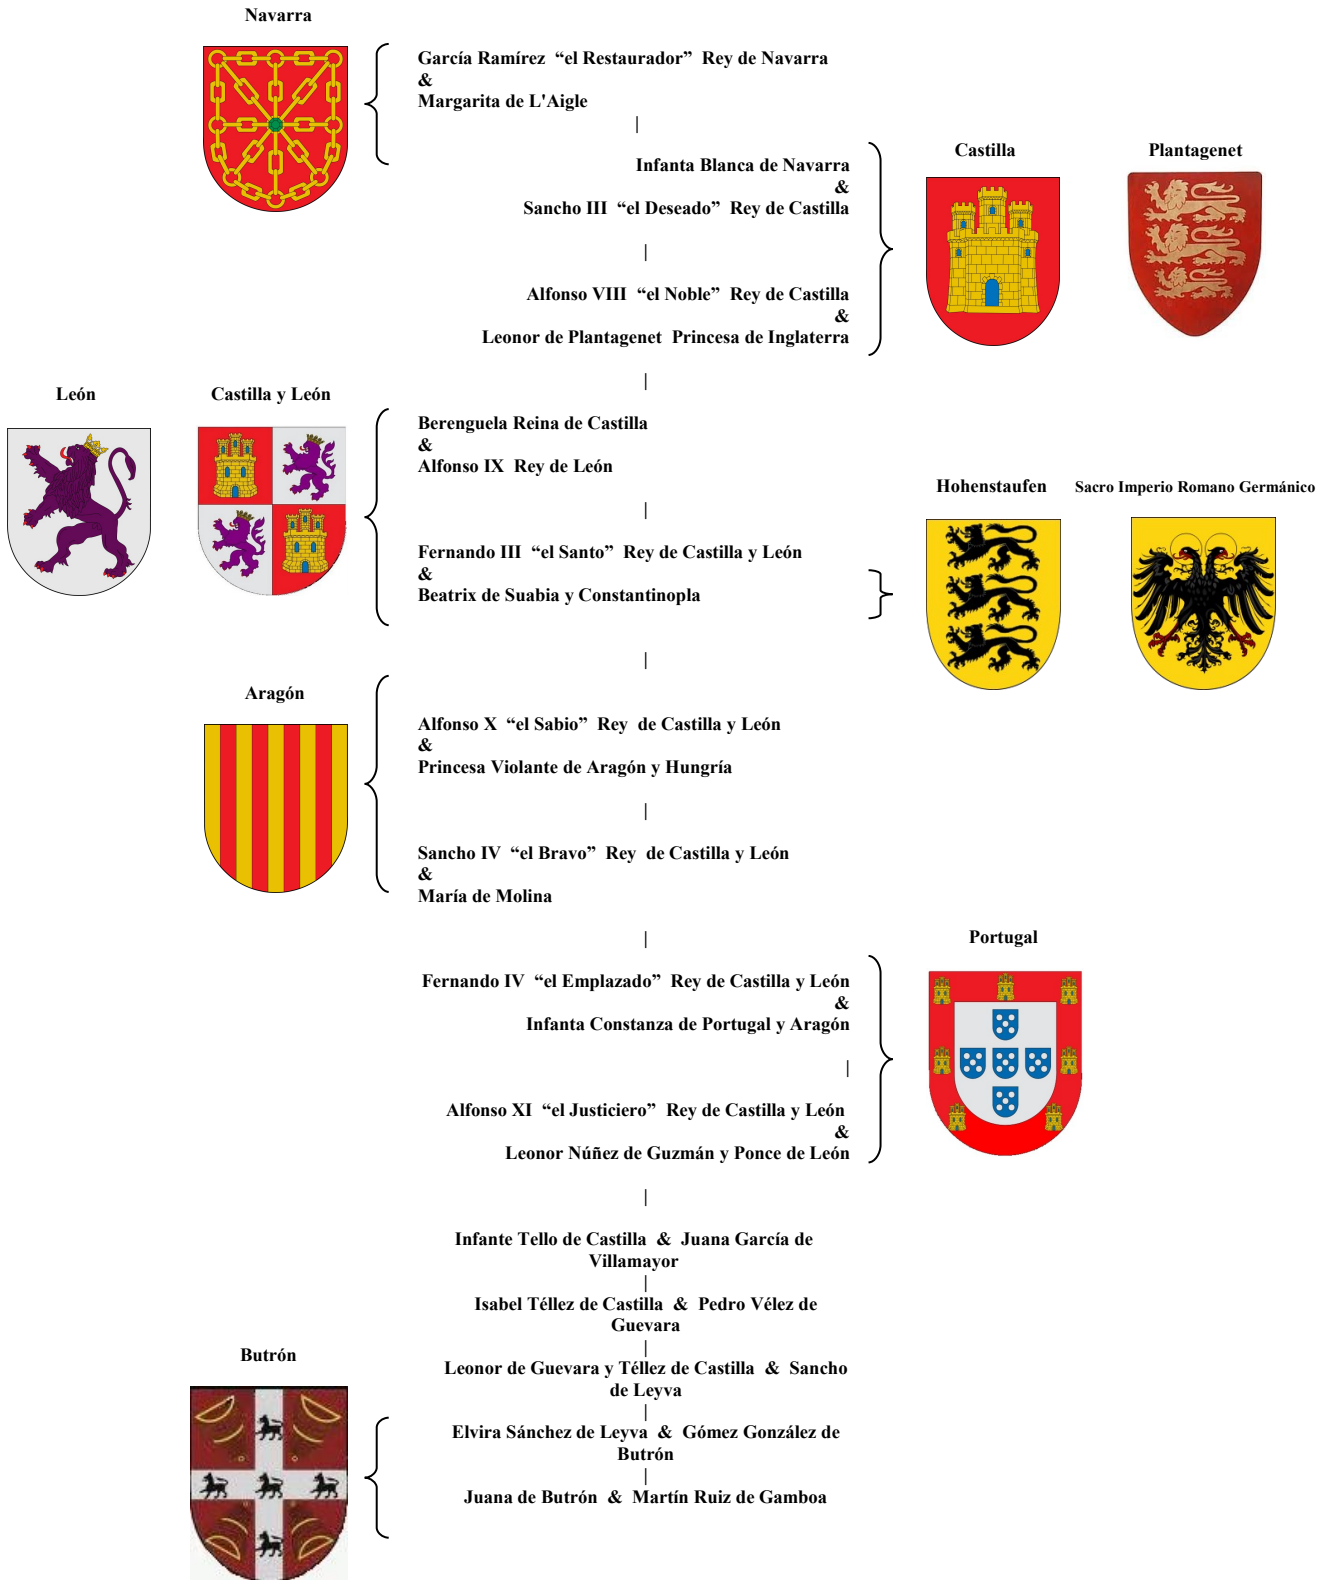 Navarra
García Ramírez “el Restaurador” Rey de Navarra
&
Margarita de L'Aigle
|
Infanta Blanca de Navarra
&
Sancho III “el Deseado” Rey de Castilla
Castilla
Plantagenet
|
Alfonso VIII “el Noble” Rey de Castilla
&
Leonor de Plantagenet Princesa de Inglaterra
|
León
Castilla y León
Berenguela Reina de Castilla
&
Alfonso IX Rey de León
|
Hohenstaufen
Sacro Imperio Romano Germánico
Fernando III “el Santo” Rey de Castilla y León
&
Beatrix de Suabia y Constantinopla
|
Aragón
Alfonso X “el Sabio” Rey de Castilla y León
&
Princesa Violante de Aragón y Hungría
|
Sancho IV “el Bravo” Rey de Castilla y León
&
María de Molina
|
Portugal
Fernando IV “el Emplazado” Rey de Castilla y León
&
Infanta Constanza de Portugal y Aragón
|
Alfonso XI “el Justiciero” Rey de Castilla y León
&
Leonor Núñez de Guzmán y Ponce de León
|
Infante Tello de Castilla & Juana García de
Villamayor
|
Isabel Téllez de Castilla & Pedro Vélez de
Guevara
|
Butrón
Leonor de Guevara y Téllez de Castilla & Sancho
de Leyva
|
Elvira Sánchez de Leyva & Gómez González de
Butrón
|
Juana de Butrón & Martín Ruiz de Gamboa